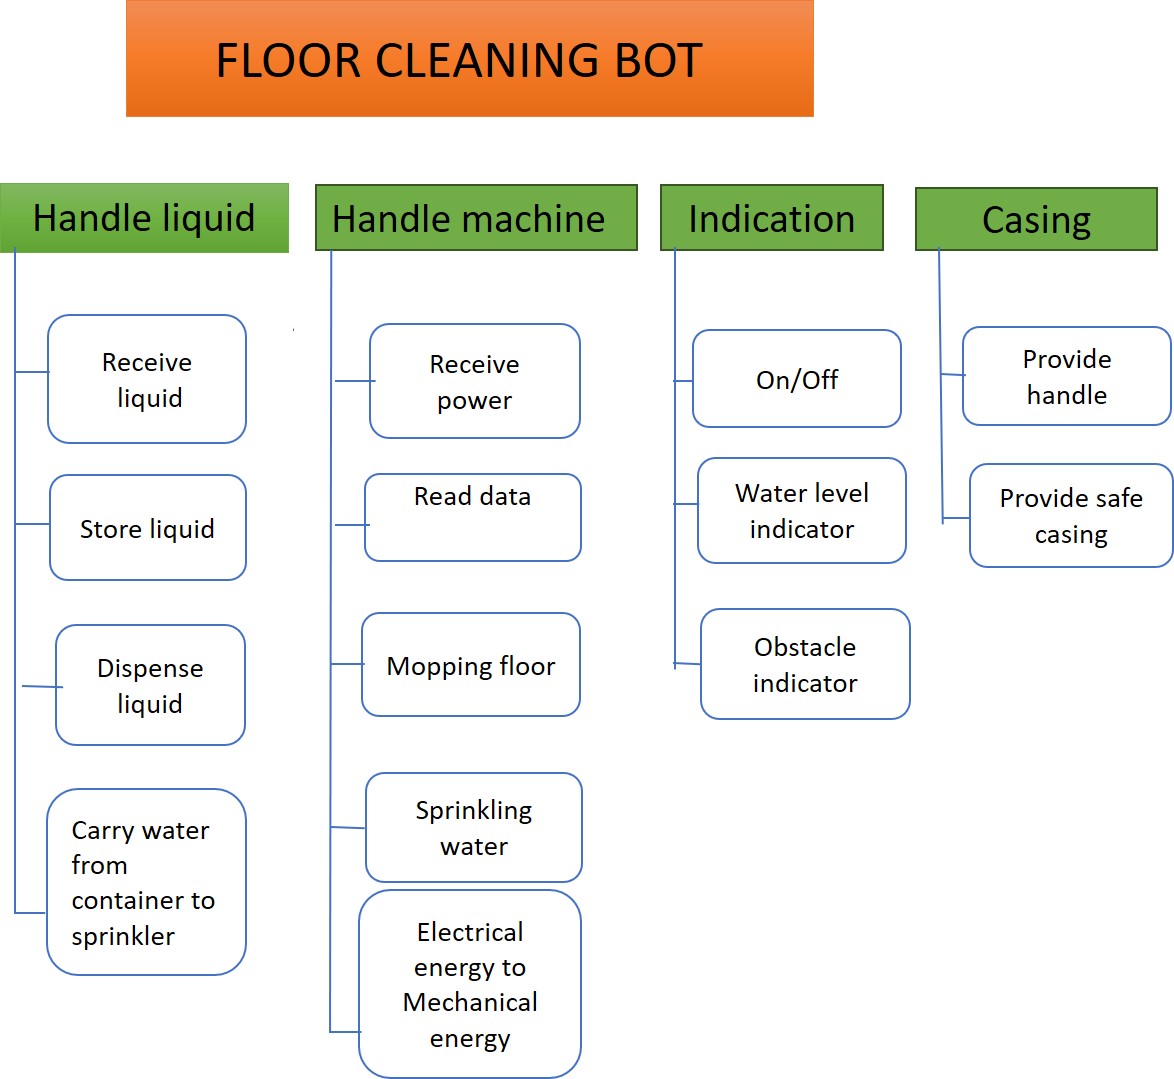 FLOOR CLEANING BOT
Handle liquid
Receive
liquid
Store liquid
Dispense
liquid
Carry water
from
container to
sprinkler
Handle machine
Receive
power
Read data
Mopping floor
Sprinkling
water
Electrical
energy to
Mechanical
energy
Indication
On/Off
Water level
indicator
Obstacle
indicator
Casing
Provide
handle
Provide safe
casing